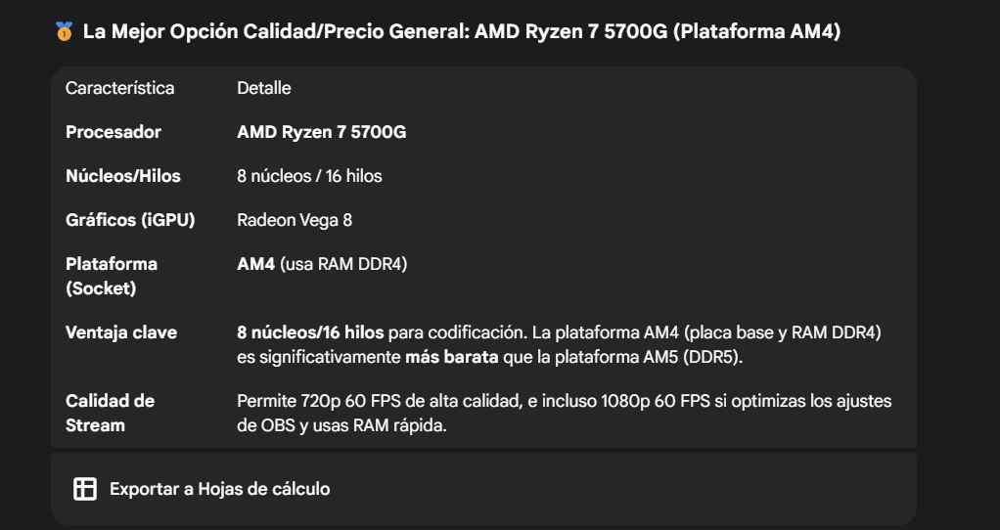 🏅 La Mejor Opción Calidad/Precio General: AMD Ryzen 7 5700G (Plataforma AM4)
Característica Detalle
Procesador AMD Ryzen 7 5700G
Núcleos/Hilos 8 núcleos / 16 hilos
Gráficos (iGPU) Radeon Vega 8
Plataforma (Socket) AM4 (usa RAM DDR4)
Ventaja clave 8 núcleos/16 hilos para codificación. La plataforma AM4 (placa base y RAM DDR4)
es significativamente más barata que la plataforma AM5 (DDR5).
Calidad de Stream Permite 720p 60 FPS de alta calidad, e incluso 1080p 60 FPS si optimizas los ajustes
de OBS y usas RAM rápida.
Exportar a Hojas de cálculo